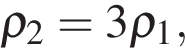 ρ₂ = 3ρ₁,